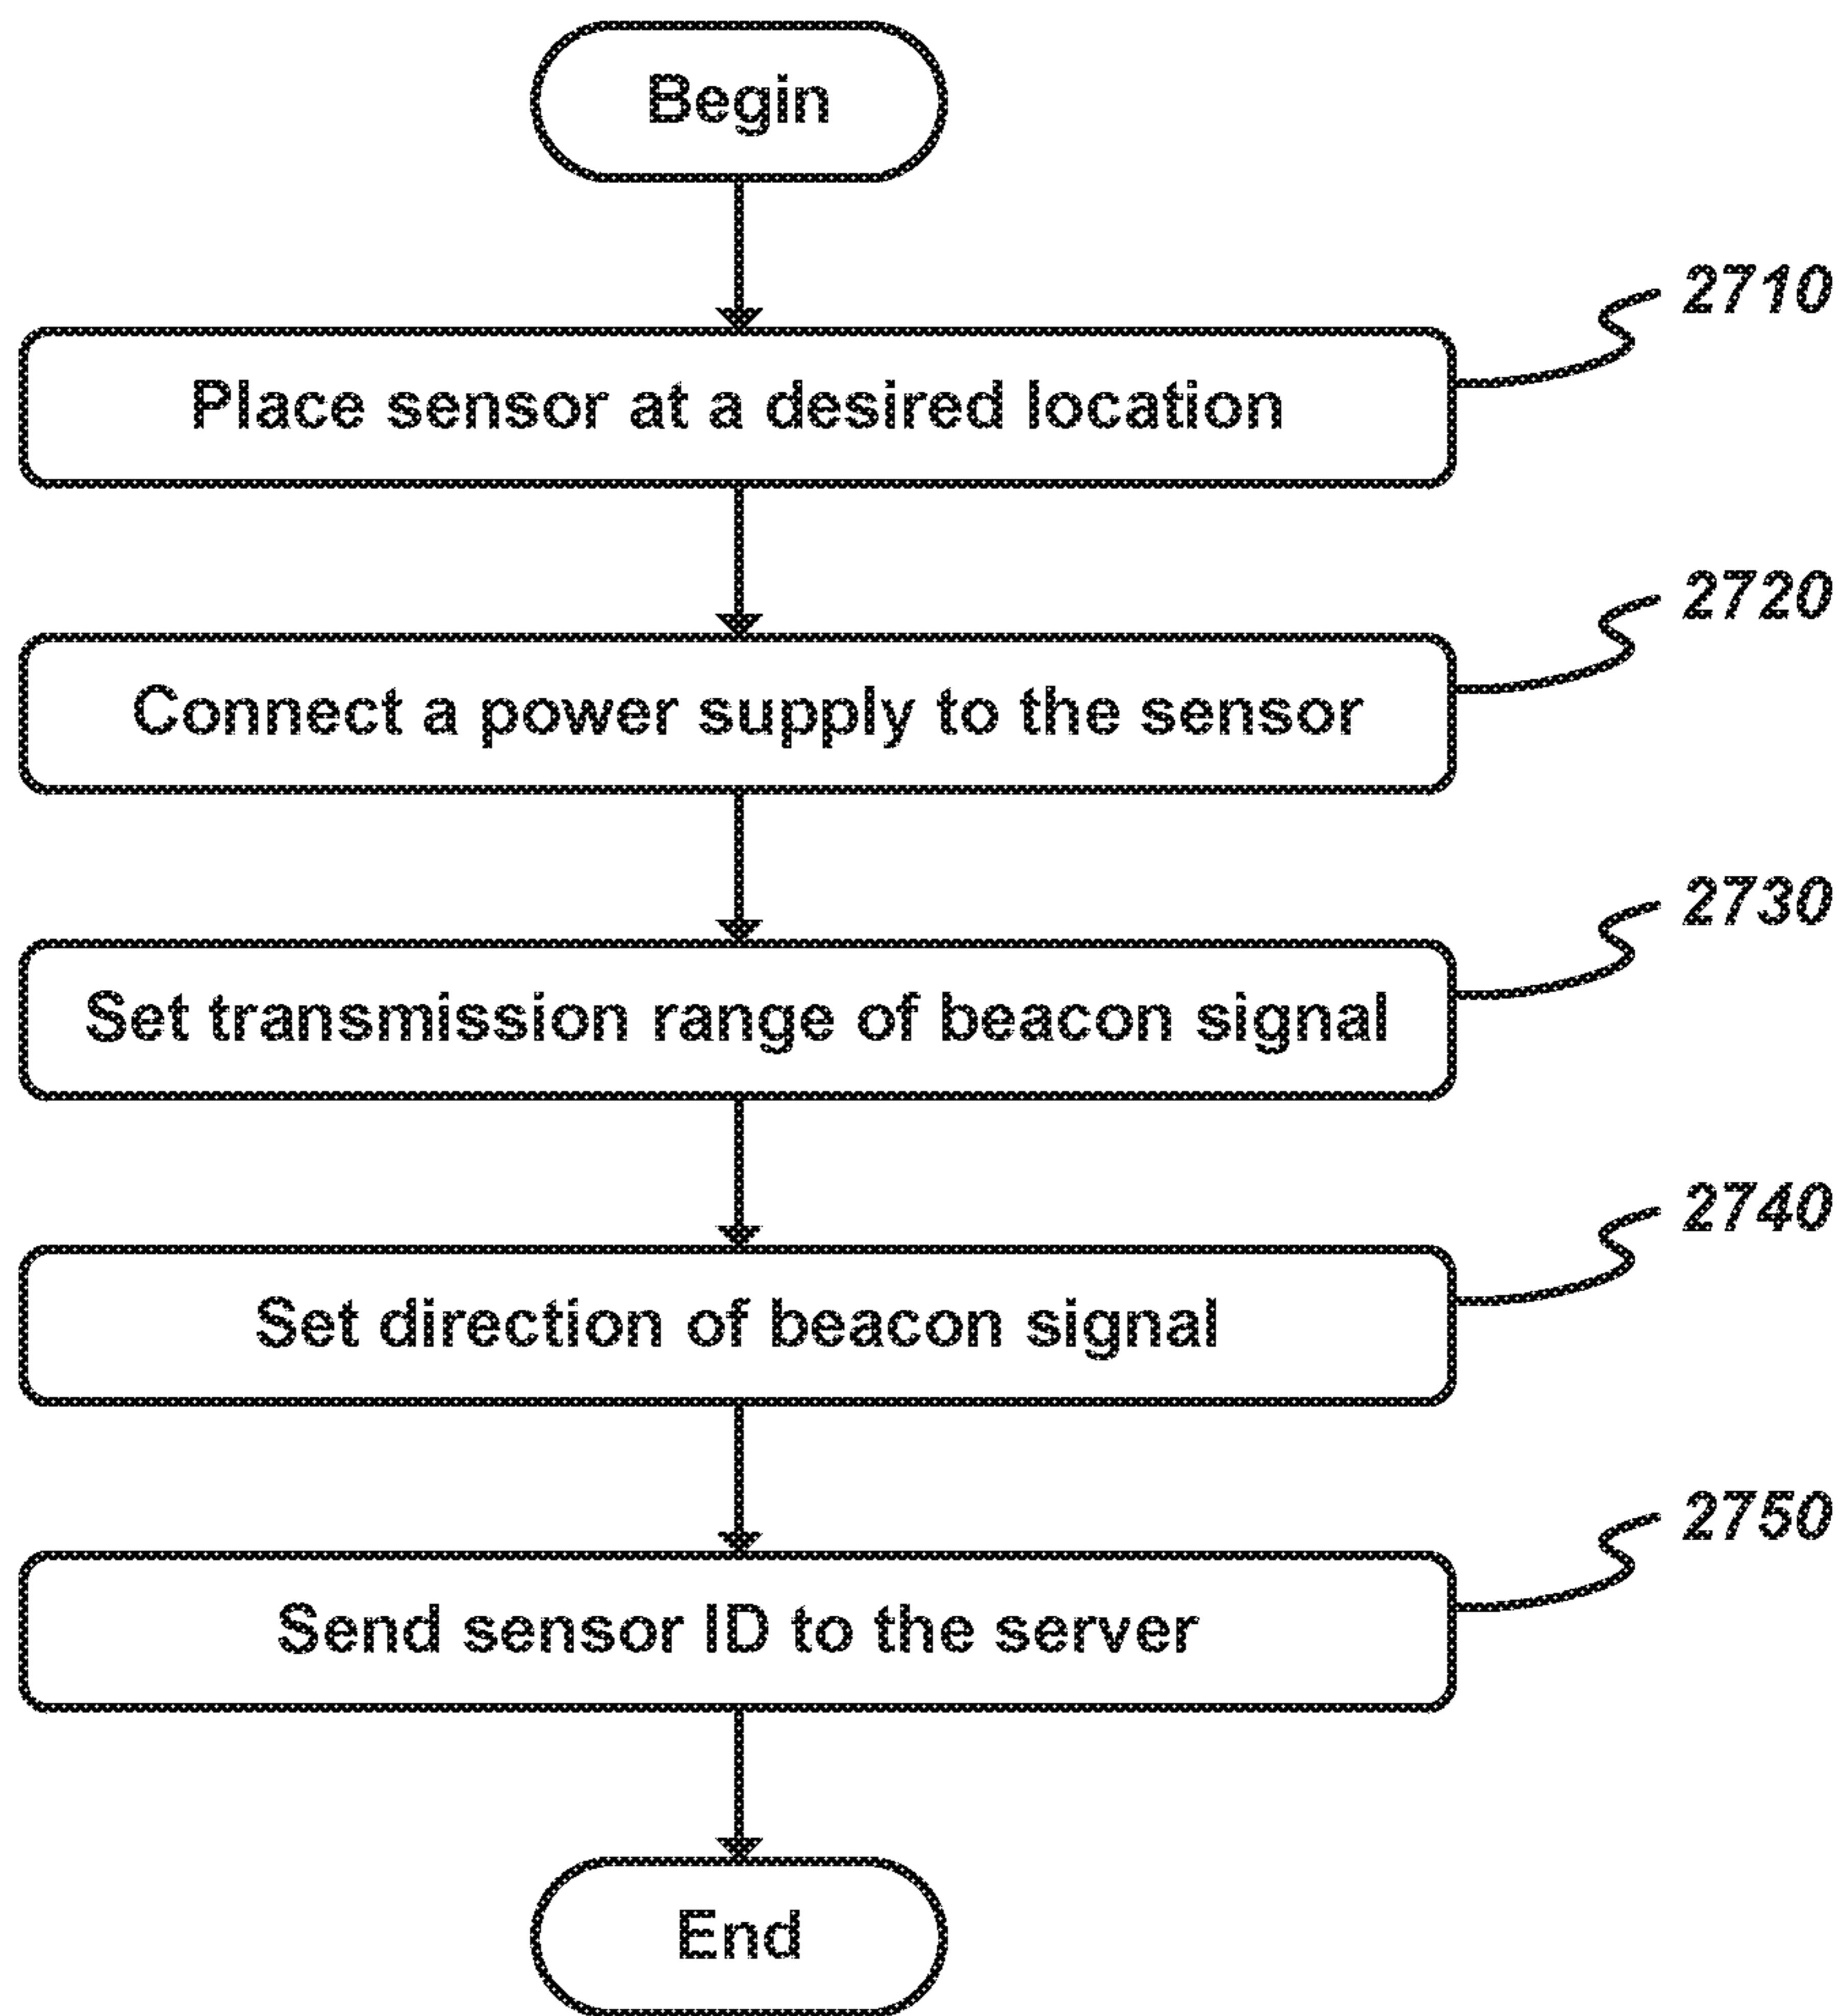 Begin
2710
Place sensor at a desired location
2720
Connect a power supply to the sensor
2730
Set transmission range of beacon signal
2740
Set direction of beacon signal
2750
Send sensor ID to the server
End